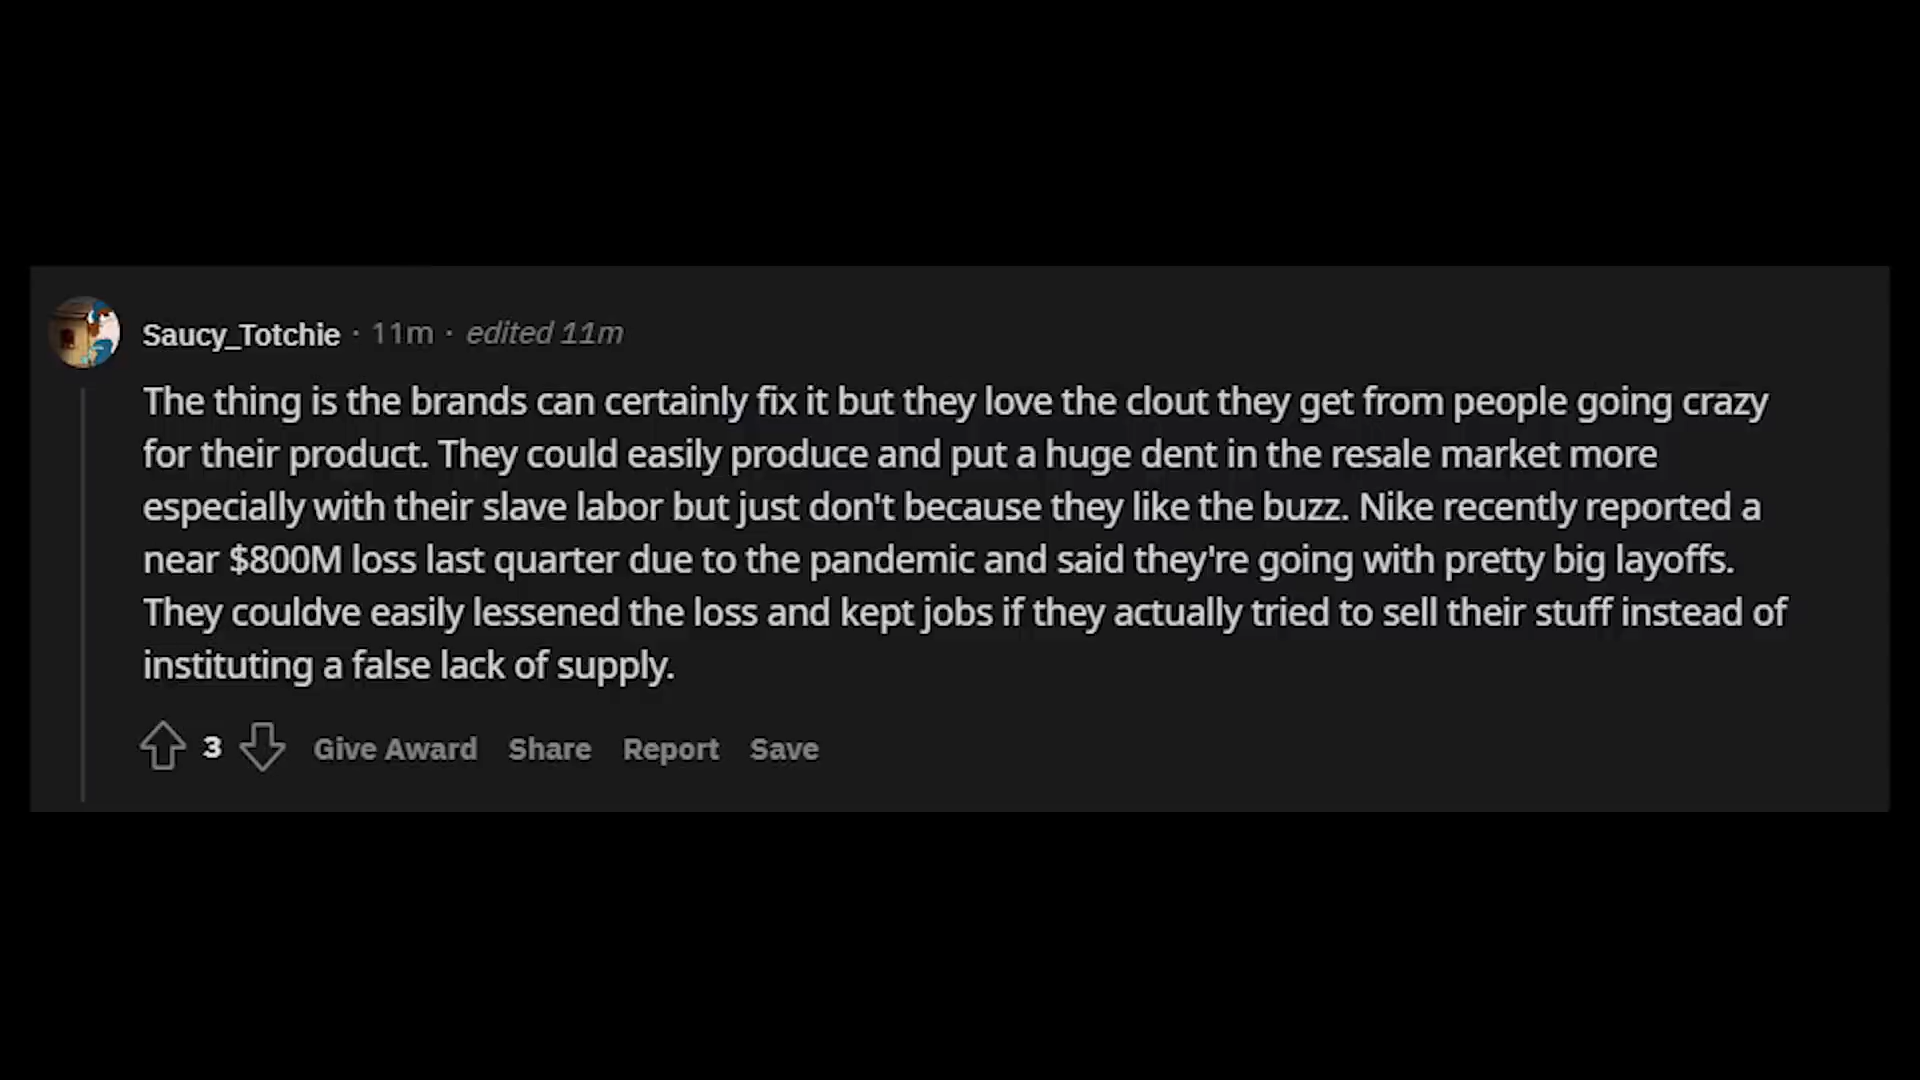 Saucy_Totchie · 11m · edited 11m
The thing is the brands can certainly fix it but they love the clout they get from people going crazy
for their product. They could easily produce and put a huge dent in the resale market more
especially with their slave labor but just don't because they like the buzz. Nike recently reported a
near $800M loss last quarter due to the pandemic and said they're going with pretty big layoffs.
They couldve easily lessened the loss and kept jobs if they actually tried to sell their stuff instead of
instituting a false lack of supply.
3 Give Award Share Report Save